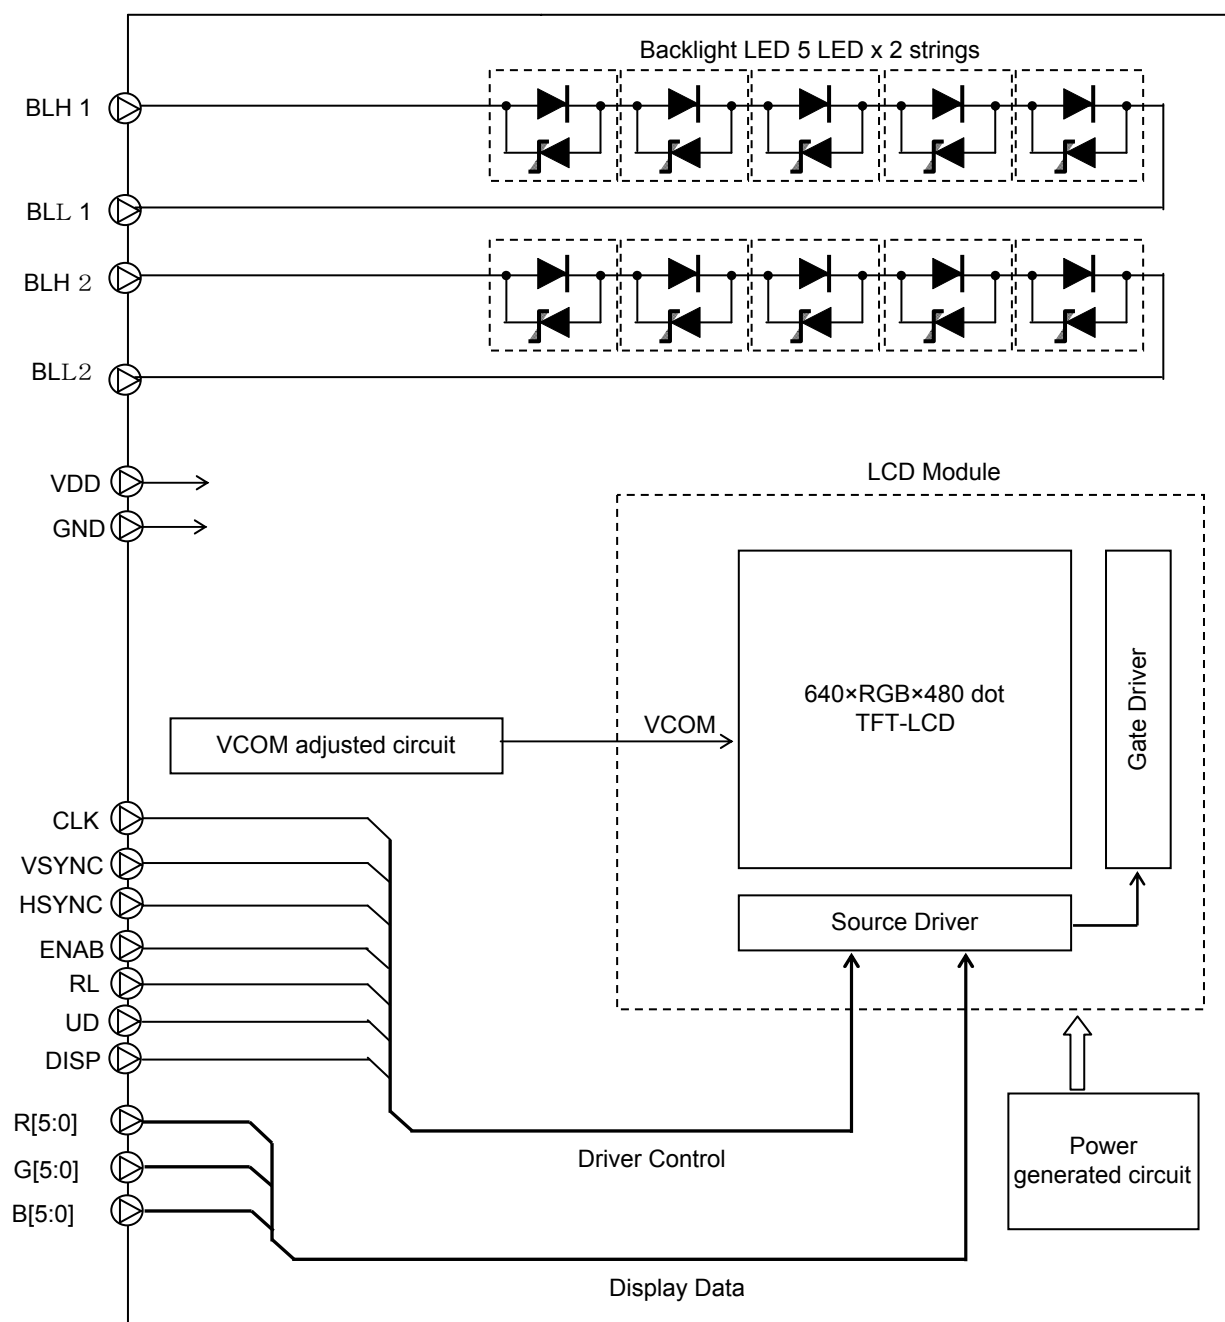 Backlight LED 5 LED x 2 strings
BLH 1
BLL 1
BLH 2
BLL2
VDD
GND
LCD Module
640×RGB×480 dot
TFT-LCD
Gate Driver
VCOM
VCOM adjusted circuit
CLK
VSYNC
HSYNC
ENAB
RL
UD
DISP
Source Driver
R[5:0]
G[5:0]
B[5:0]
Driver Control
Power
generated circuit
Display Data